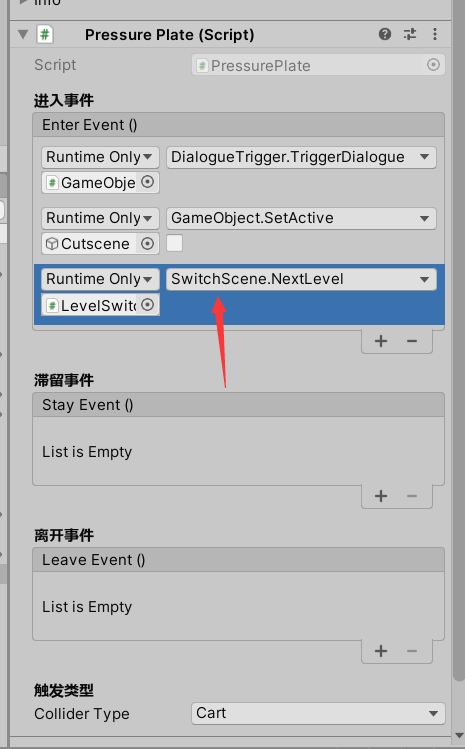 Info
Pressure Plate (Script)
Script
PressurePlate
进入事件
Enter Event ()
Runtime Only
DialogueTrigger.TriggerDialogue
GameObje
Runtime Only
GameObject.SetActive
Cutscene
Runtime Only
SwitchScene.NextLevel
LevelSwitc
滞留事件
Stay Event ()
List is Empty
离开事件
Leave Event ()
List is Empty
触发类型
Collider Type
Cart